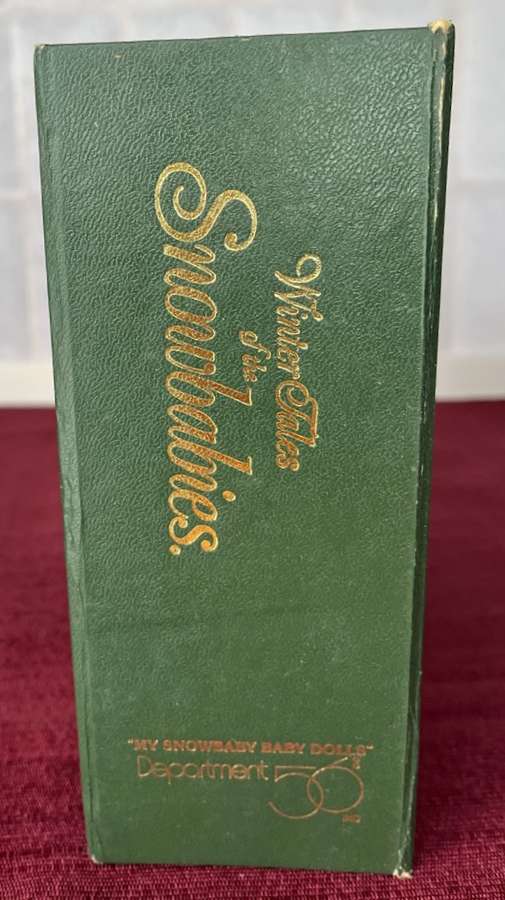 Winter Tales
of the
Snowbabies.
"MY SNOWBABY BABY DOLLS"
Department 56